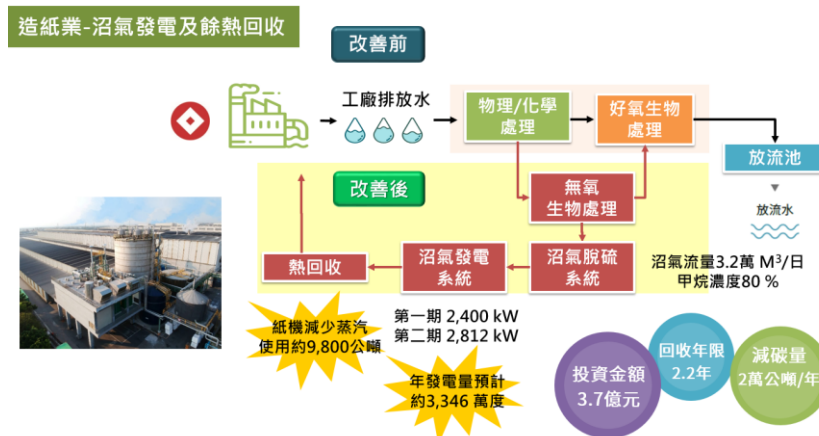 造紙業-沼氣發電及餘熱回收
改善前
工廠排放水
物理/化學
處理
好氧生物
處理
放流池
放流水
改善後
無氧
生物處理
熱回收
沼氣發電
系統
沼氣脫硫
系統
沼氣流量3.2萬 M³/日
甲烷濃度80 %
紙機減少蒸汽
使用約9,800公噸
第一期 2,400 kW
第二期 2,812 kW
年發電量預計
約3,346 萬度
投資金額
3.7億元
回收年限
2.2年
減碳量
2萬公噸/年